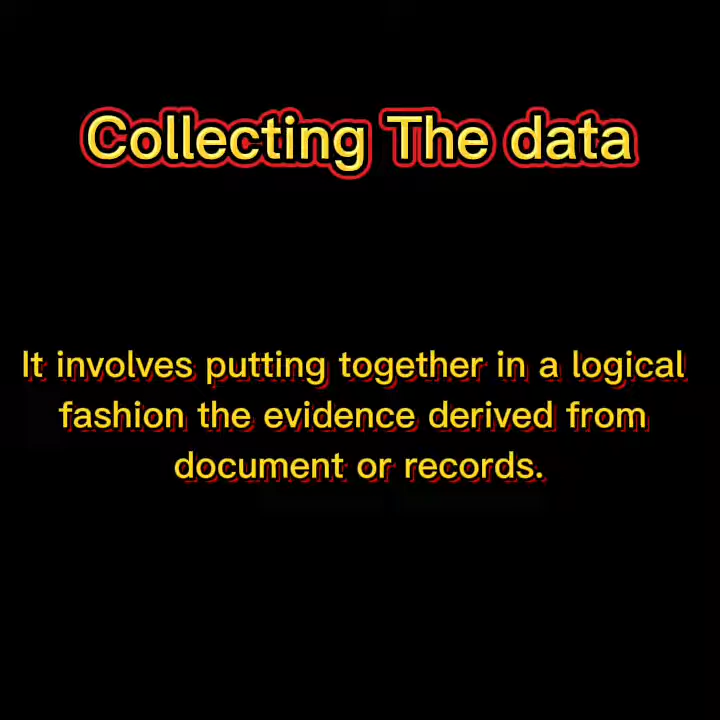 Collecting The data
It involves putting together in a logical
fashion the evidence derived from
document or records.